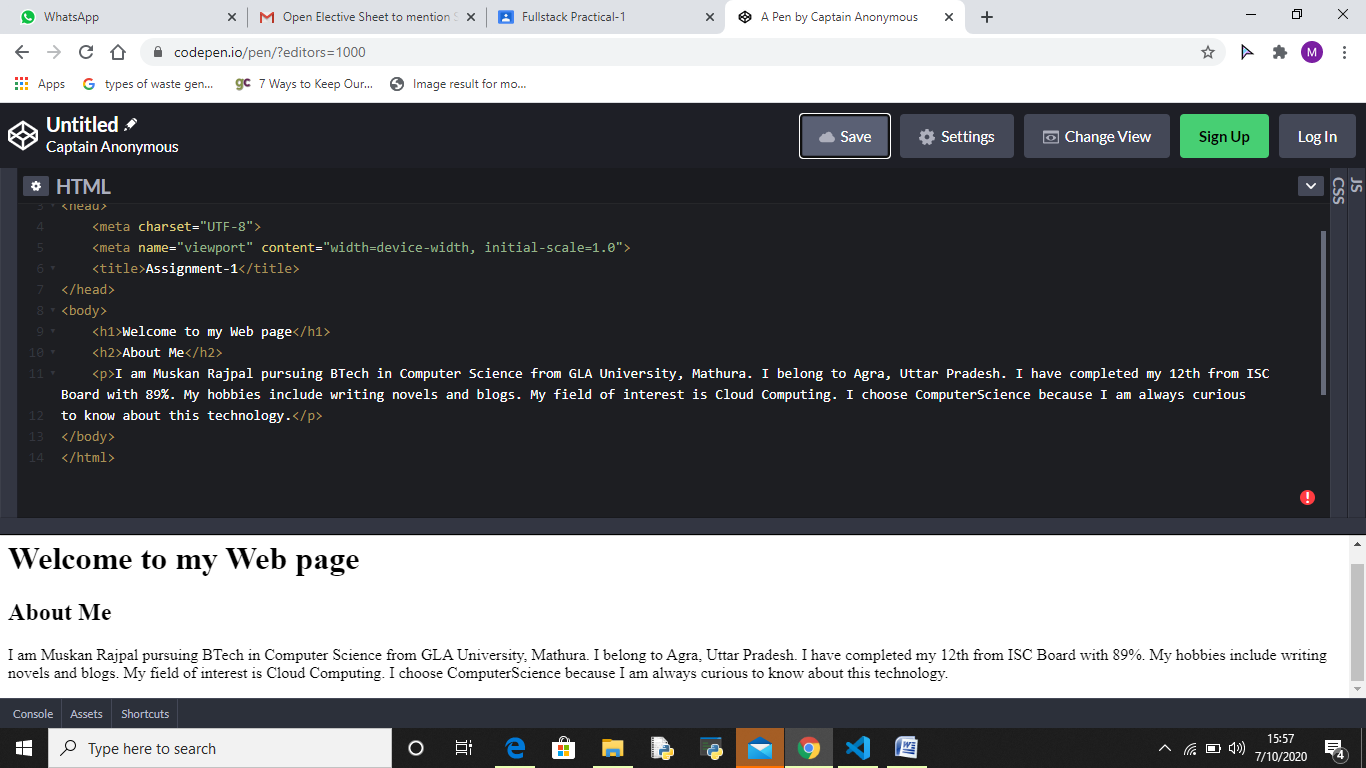 WhatsApp
Open Elective Sheet to mention S
Fullstack Practical-1
A Pen by Captain Anonymous
codepen.io/pen/?editors=1000
M
Apps
types of waste gen...
gc 7 Ways to Keep Our...
Image result for mo...
Untitled
Captain Anonymous
Save
Settings
Change View
Sign Up
Log In
HTML
CSS
JS
3 <head>
4 <meta charset="UTF-8">
5 <meta name="viewport" content="width=device-width, initial-scale=1.0">
6 <title>Assignment-1</title>
7 </head>
8 <body>
9 <h1>Welcome to my Web page</h1>
10 <h2>About Me</h2>
11 <p>I am Muskan Rajpal pursuing BTech in Computer Science from GLA University, Mathura. I belong to Agra, Uttar Pradesh. I have completed my 12th from ISC
Board with 89%. My hobbies include writing novels and blogs. My field of interest is Cloud Computing. I choose ComputerScience because I am always curious
12 to know about this technology.</p>
13 </body>
14 </html>
Welcome to my Web page
About Me
I am Muskan Rajpal pursuing BTech in Computer Science from GLA University, Mathura. I belong to Agra, Uttar Pradesh. I have completed my 12th from ISC Board with 89%. My hobbies include writing
novels and blogs. My field of interest is Cloud Computing. I choose ComputerScience because I am always curious to know about this technology.
Console
Assets
Shortcuts
Type here to search
15:57
7/10/2020
4